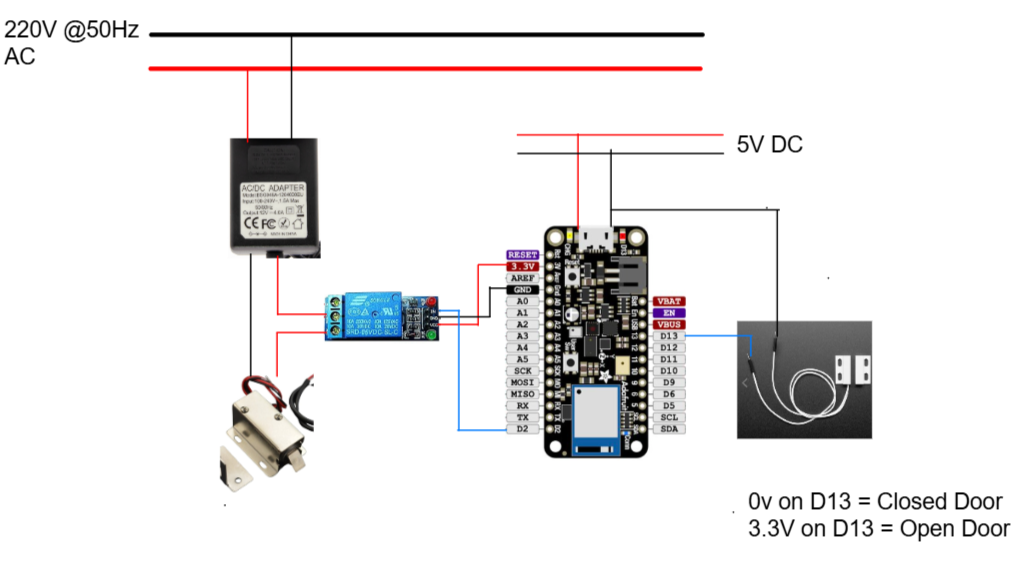 220V @50Hz
AC
5V DC
AC/DC ADAPTER
CE FC
RESET
3.3V
AREF
GND
A0
A1
A2
A3
A4
A5
SCK
MOSI
MISO
RX
TX
D2
VBAT
EN
VBUS
D13
D12
D11
D10
D9
D6
D5
SCL
SDA
0v on D13 = Closed Door
3.3V on D13 = Open Door